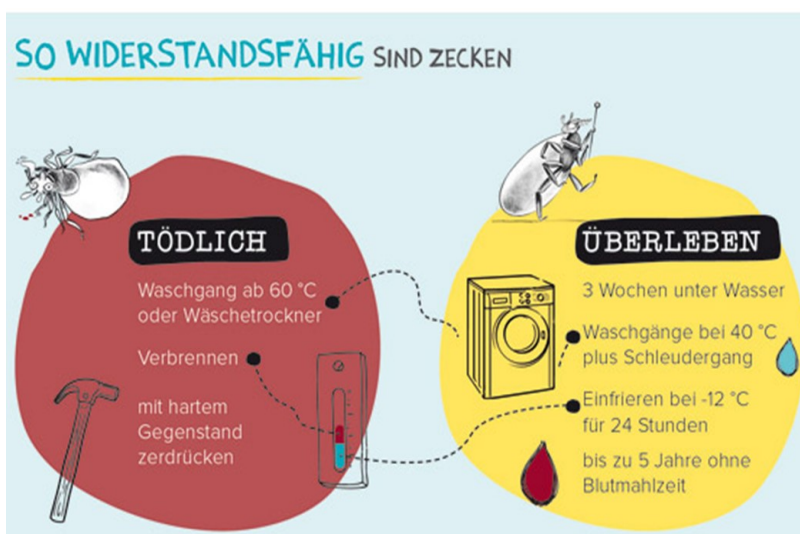 SO WIDERSTANDSFÄHIG SIND ZECKEN
TÖDLICH
Waschgang ab 60 °C
oder Wäschetrockner
Verbrennen
mit hartem
Gegenstand
zerdrücken
ÜBERLEBEN
3 Wochen unter Wasser
Waschgänge bei 40 °C
plus Schleudergang
Einfrieren bei -12 °C
für 24 Stunden
bis zu 5 Jahre ohne
Blutmahlzeit